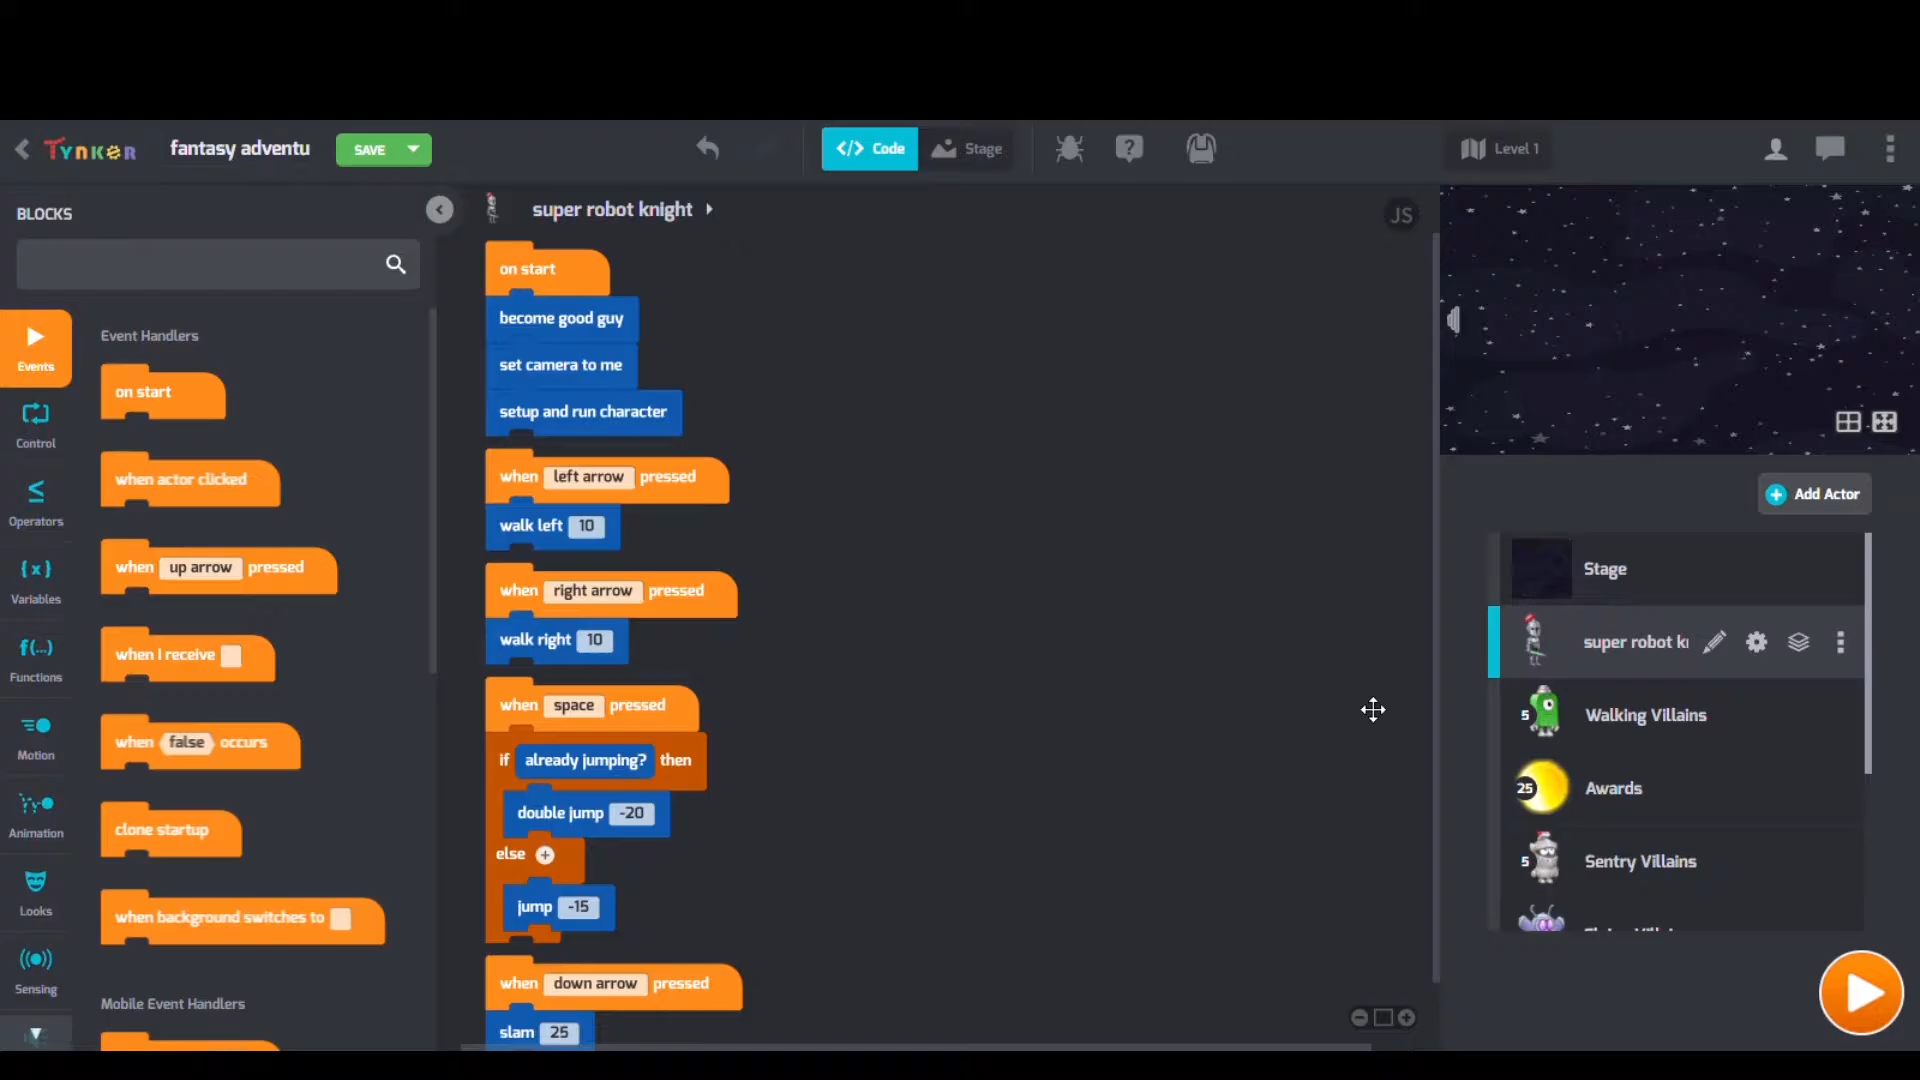 TYNKER
fantasy adventu
SAVE
</> Code
Stage
Level 1
BLOCKS
super robot knight
JS
Event Handlers
Events
Control
Operators
Variables
Functions
Motion
Animation
Looks
Sensing
on start
when actor clicked
when up arrow pressed
when I receive
when false occurs
clone startup
when background switches to
Mobile Event Handlers
on start
become good guy
set camera to me
setup and run character
when left arrow pressed
walk left 10
when right arrow pressed
walk right 10
when space pressed
if already jumping? then
double jump -20
else
jump -15
when down arrow pressed
slam 25
Add Actor
Stage
super robot k
5 Walking Villains
25 Awards
5 Sentry Villains